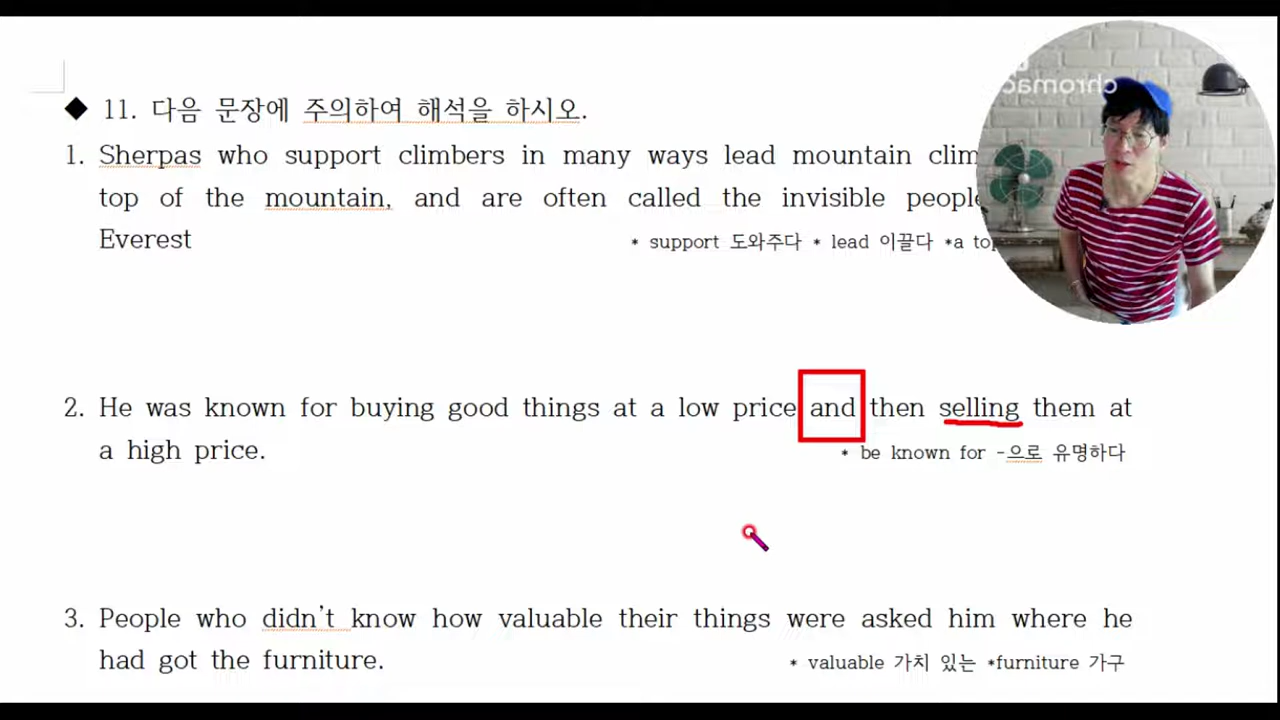 ◆ 11. 다음 문장에 주의하여 해석을 하시오.
1. Sherpas who support climbers in many ways lead mountain
top of the mountain, and are often called the invisible people
Everest * support 도와주다 * lead 이끌다 *a
2. He was known for buying good things at a low price and then selling them at
a high price. * be known for -으로 유명하다
3. People who didn't know how valuable their things were asked him where he
had got the furniture. * valuable 가치 있는 *furniture 가구